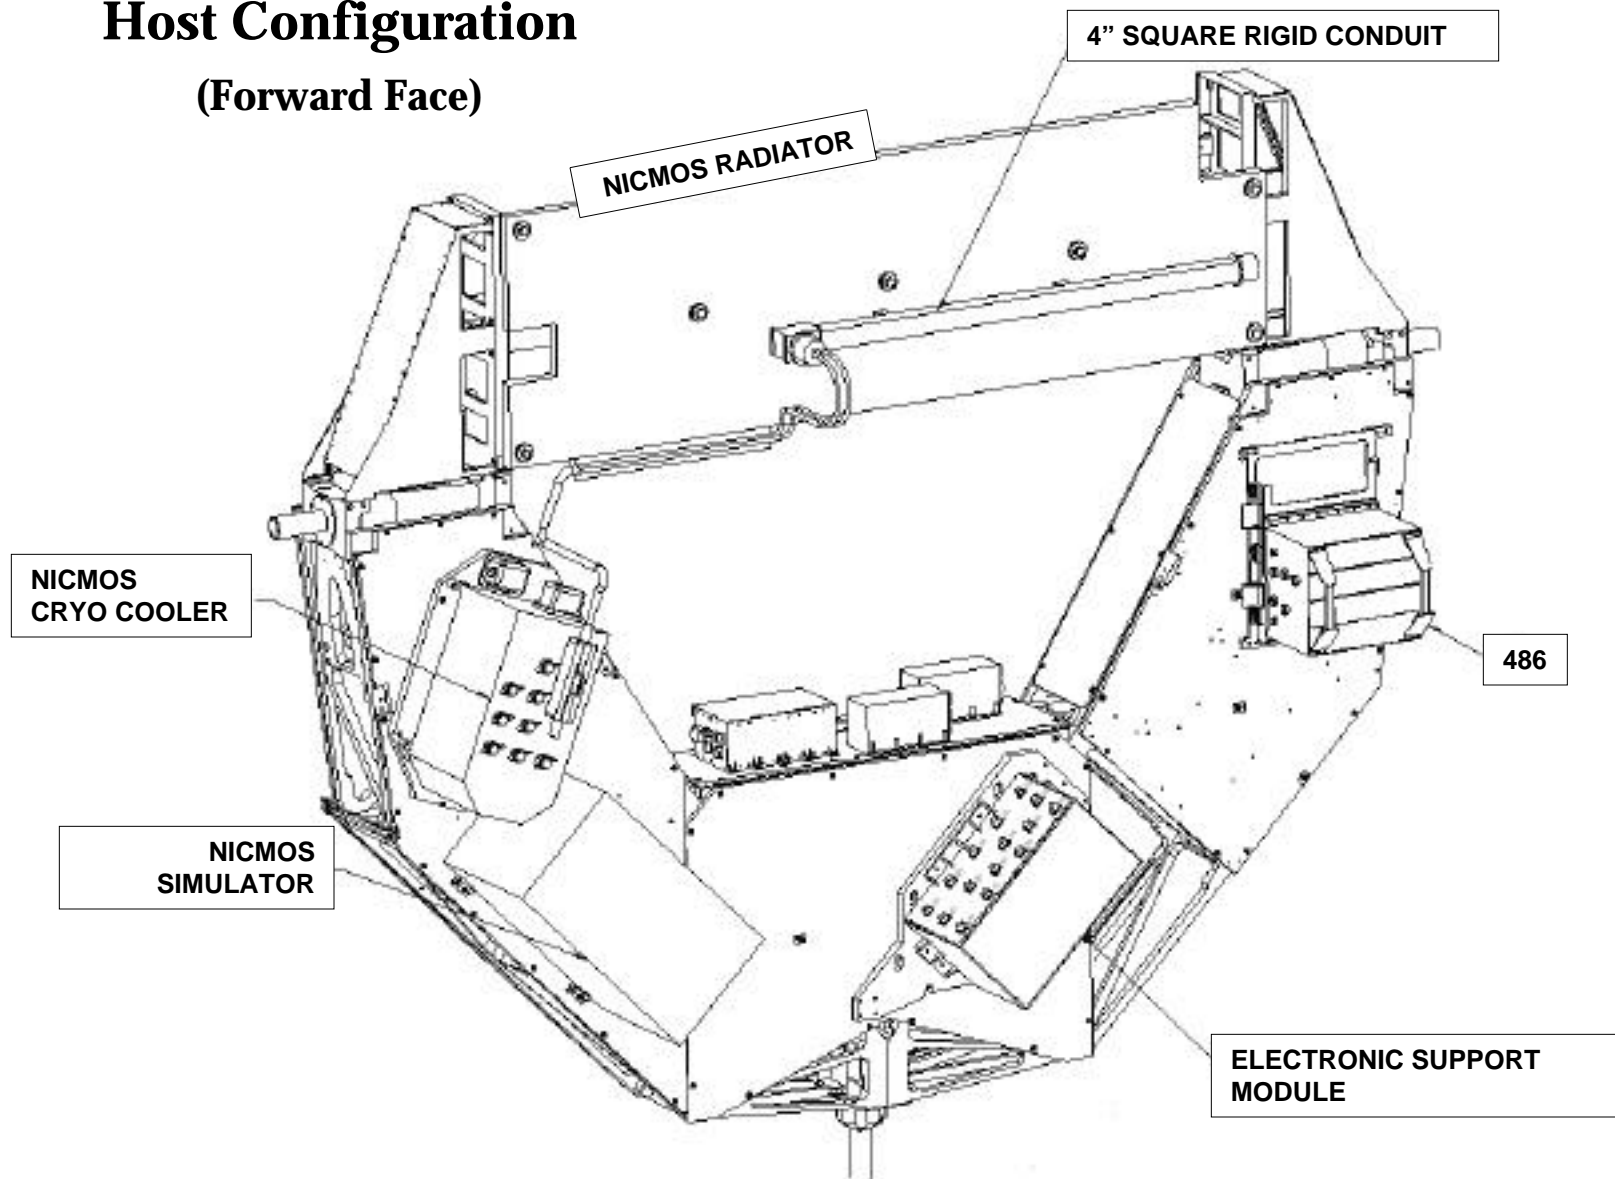 Host Configuration
(Forward Face)
4” SQUARE RIGID CONDUIT
NICMOS RADIATOR
NICMOS
CRYO COOLER
486
NICMOS
SIMULATOR
ELECTRONIC SUPPORT
MODULE